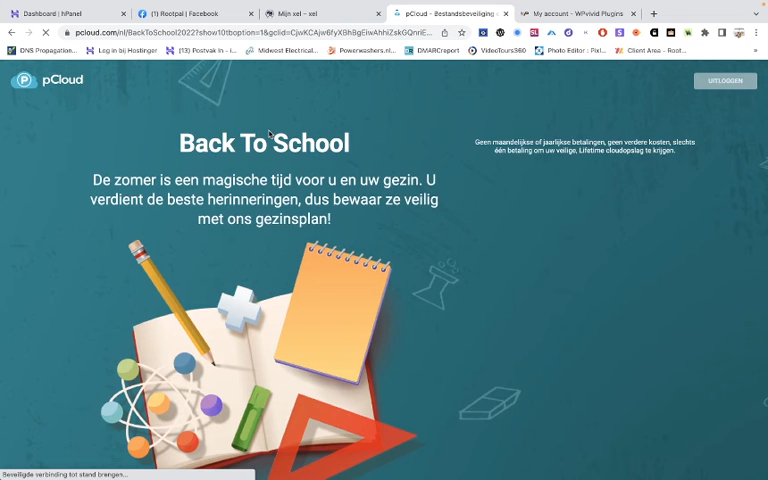 Dashboard | hPanel
(1) Rootpal | Facebook
Mijn xel – xel
pCloud - Bestandsbeveiliging
My account - WPvivid Plugins
pcloud.com/nl/BackToSchool2022?show10tboption=1&gclid=
DNS Propagation...
Log in bij Hostinger
(13) Postvak In - i...
Midwest Electrical...
Powerwashers.nl...
DMARCreport
VideoTours360
Photo Editor : Pixl...
Client Area - Root...
pCloud
UITLOGGEN
Back To School
Geen maandelijkse of jaarlijkse betalingen, geen verdere kosten, slechts
één betaling om uw veilige, Lifetime cloudopslag te krijgen.
De zomer is een magische tijd voor u en uw gezin. U
verdient de beste herinneringen, dus bewaar ze veilig
met ons gezinsplan!
Beveiligde verbinding tot stand brengen...